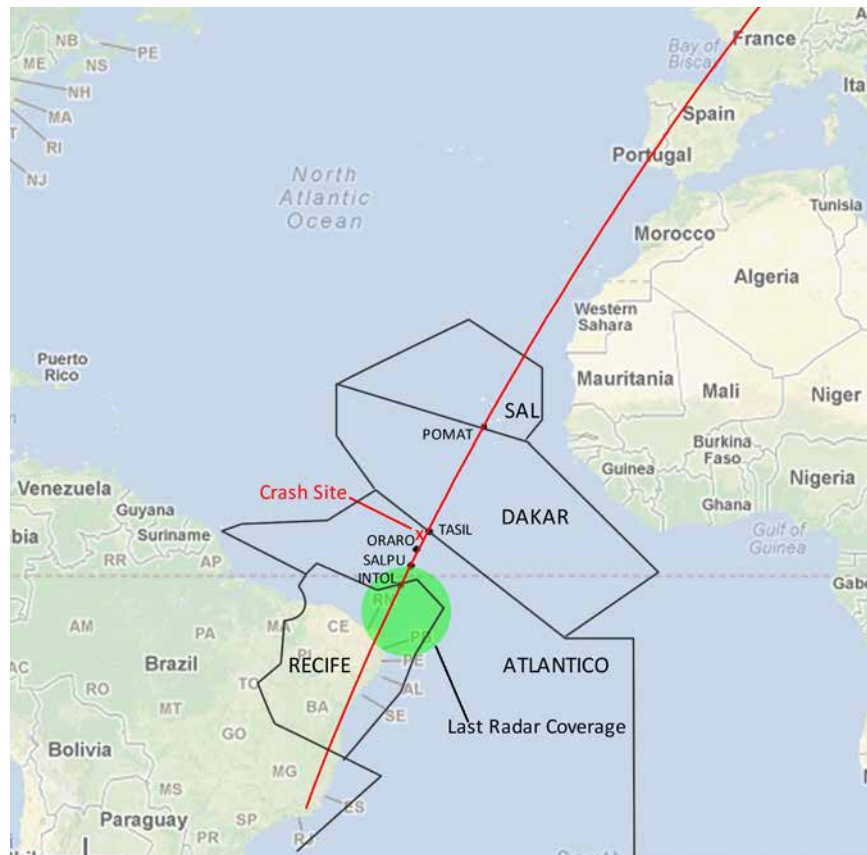 NB
PE
ME
NS
NH
MA
RI
NJ
T
Bay of
Biscay
France
A
Ita
Spain
Portugal
North
Atlantic
Ocean
Tunisia
Morocco
Algeria
Western
Sahara
Puerto
Rico
Mauritania
Mali
Niger
SAL
POMAT
Burkina
Faso
Guinea
Nigeria
Ghana
Venezuela
Guyana
Suriname
Crash Site
X
TASIL
DAKAR
Gulf of
Guinea
bia
ORARO
SALPU
INTOL
RR
AP
Gabo
RN
AM
PA
MA
CE
PB
PI
RECIFE
PE
ATLANTICO
AC
Brazil
TO
AL
RO
MT
BA
SE
Last Radar Coverage
GO
Bolivia
MG
MS
ES
Paraguay
SP
RJ
PR
South